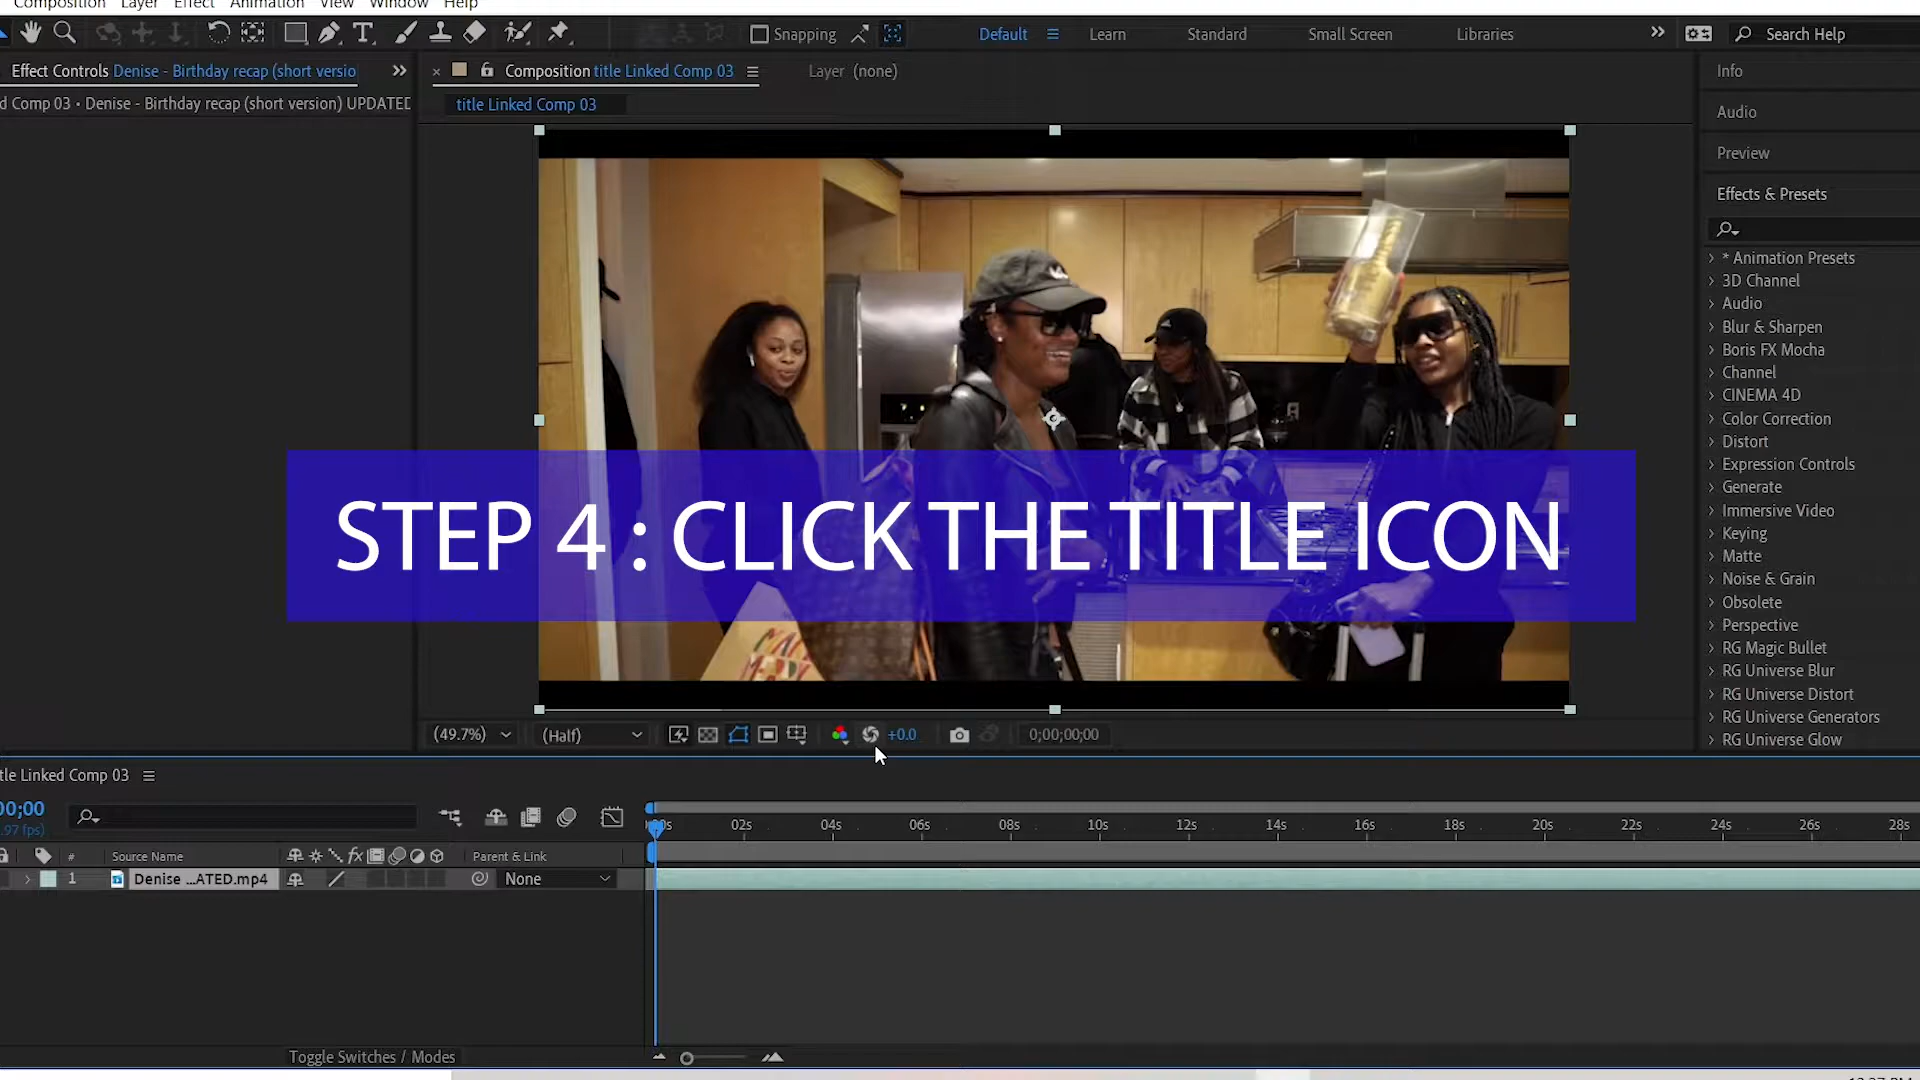 Composition Layer Effect Animation View Window Help
Snapping Default Learn Standard Small Screen Libraries Search Help
Effect Controls Denise - Birthday recap (short versio
Composition title Linked Comp 03 Layer (none)
d Comp 03 • Denise - Birthday recap (short version) UPDATED
title Linked Comp 03
Info
Audio
Preview
Effects & Presets
* Animation Presets
3D Channel
Audio
Blur & Sharpen
Boris FX Mocha
Channel
CINEMA 4D
Color Correction
Distort
Expression Controls
Generate
Immersive Video
Keying
Matte
Noise & Grain
Obsolete
Perspective
RG Magic Bullet
RG Universe Blur
RG Universe Distort
RG Universe Generators
RG Universe Glow
STEP 4 : CLICK THE TITLE ICON
(49.7%) (Half) +0.0 0;00;00;00
tle Linked Comp 03
00;00
.97 fps)
02s 04s 06s 08s 10s 12s 14s 16s 18s 20s 22s 24s 26s 28s
# Source Name fx Parent & Link
1 Denise ...ATED.mp4 None
Toggle Switches / Modes